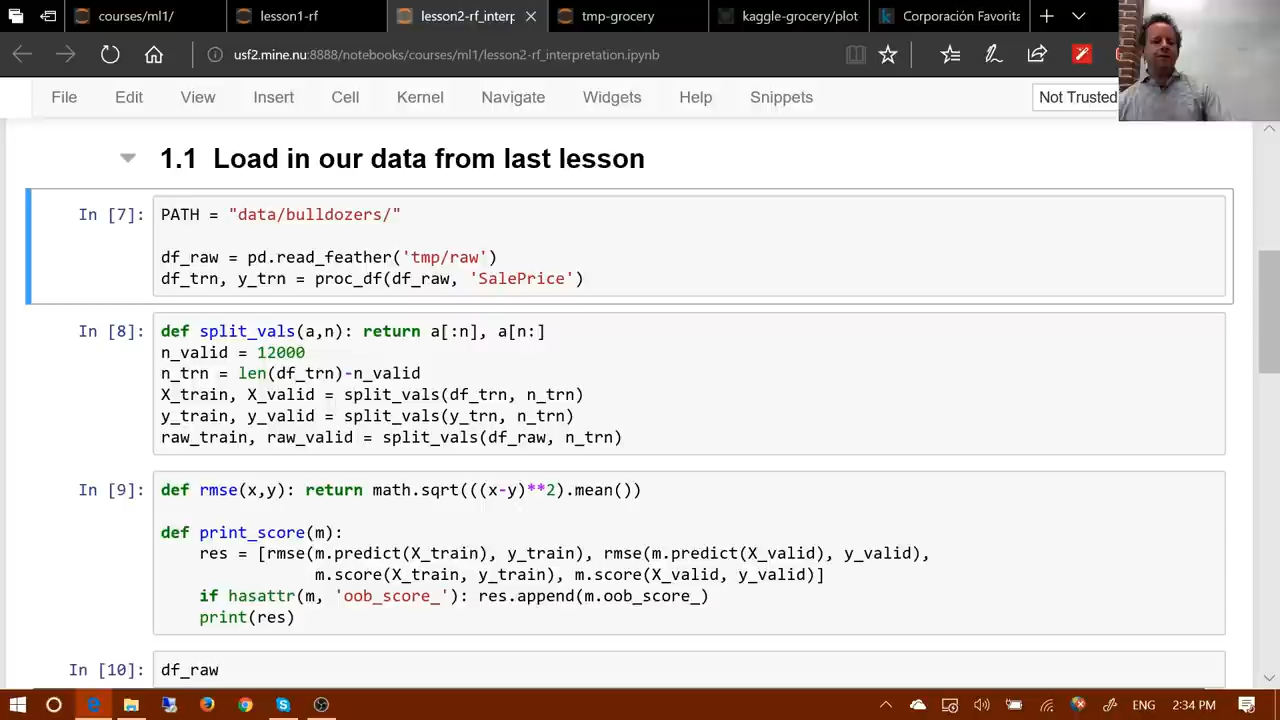 courses/ml1/
lesson1-rf
lesson2-rf_interp
tmp-grocery
kaggle-grocery/plot
Corporación Favorita
usf2.mine.nu:8888/notebooks/courses/ml1/lesson2-rf_interpretation.ipynb
File Edit View Insert Cell Kernel Navigate Widgets Help Snippets Not Trusted
1.1 Load in our data from last lesson
In [7]: PATH = "data/bulldozers/"
df_raw = pd.read_feather('tmp/raw')
df_trn, y_trn = proc_df(df_raw, 'SalePrice')
In [8]: def split_vals(a,n): return a[:n], a[n:]
n_valid = 12000
n_trn = len(df_trn)-n_valid
X_train, X_valid = split_vals(df_trn, n_trn)
y_train, y_valid = split_vals(y_trn, n_trn)
raw_train, raw_valid = split_vals(df_raw, n_trn)
In [9]: def rmse(x,y): return math.sqrt(((x-y)**2).mean())
def print_score(m):
res = [rmse(m.predict(X_train), y_train), rmse(m.predict(X_valid), y_valid),
m.score(X_train, y_train), m.score(X_valid, y_valid)]
if hasattr(m, 'oob_score_'): res.append(m.oob_score_)
print(res)
In [10]: df_raw
ENG 2:34 PM